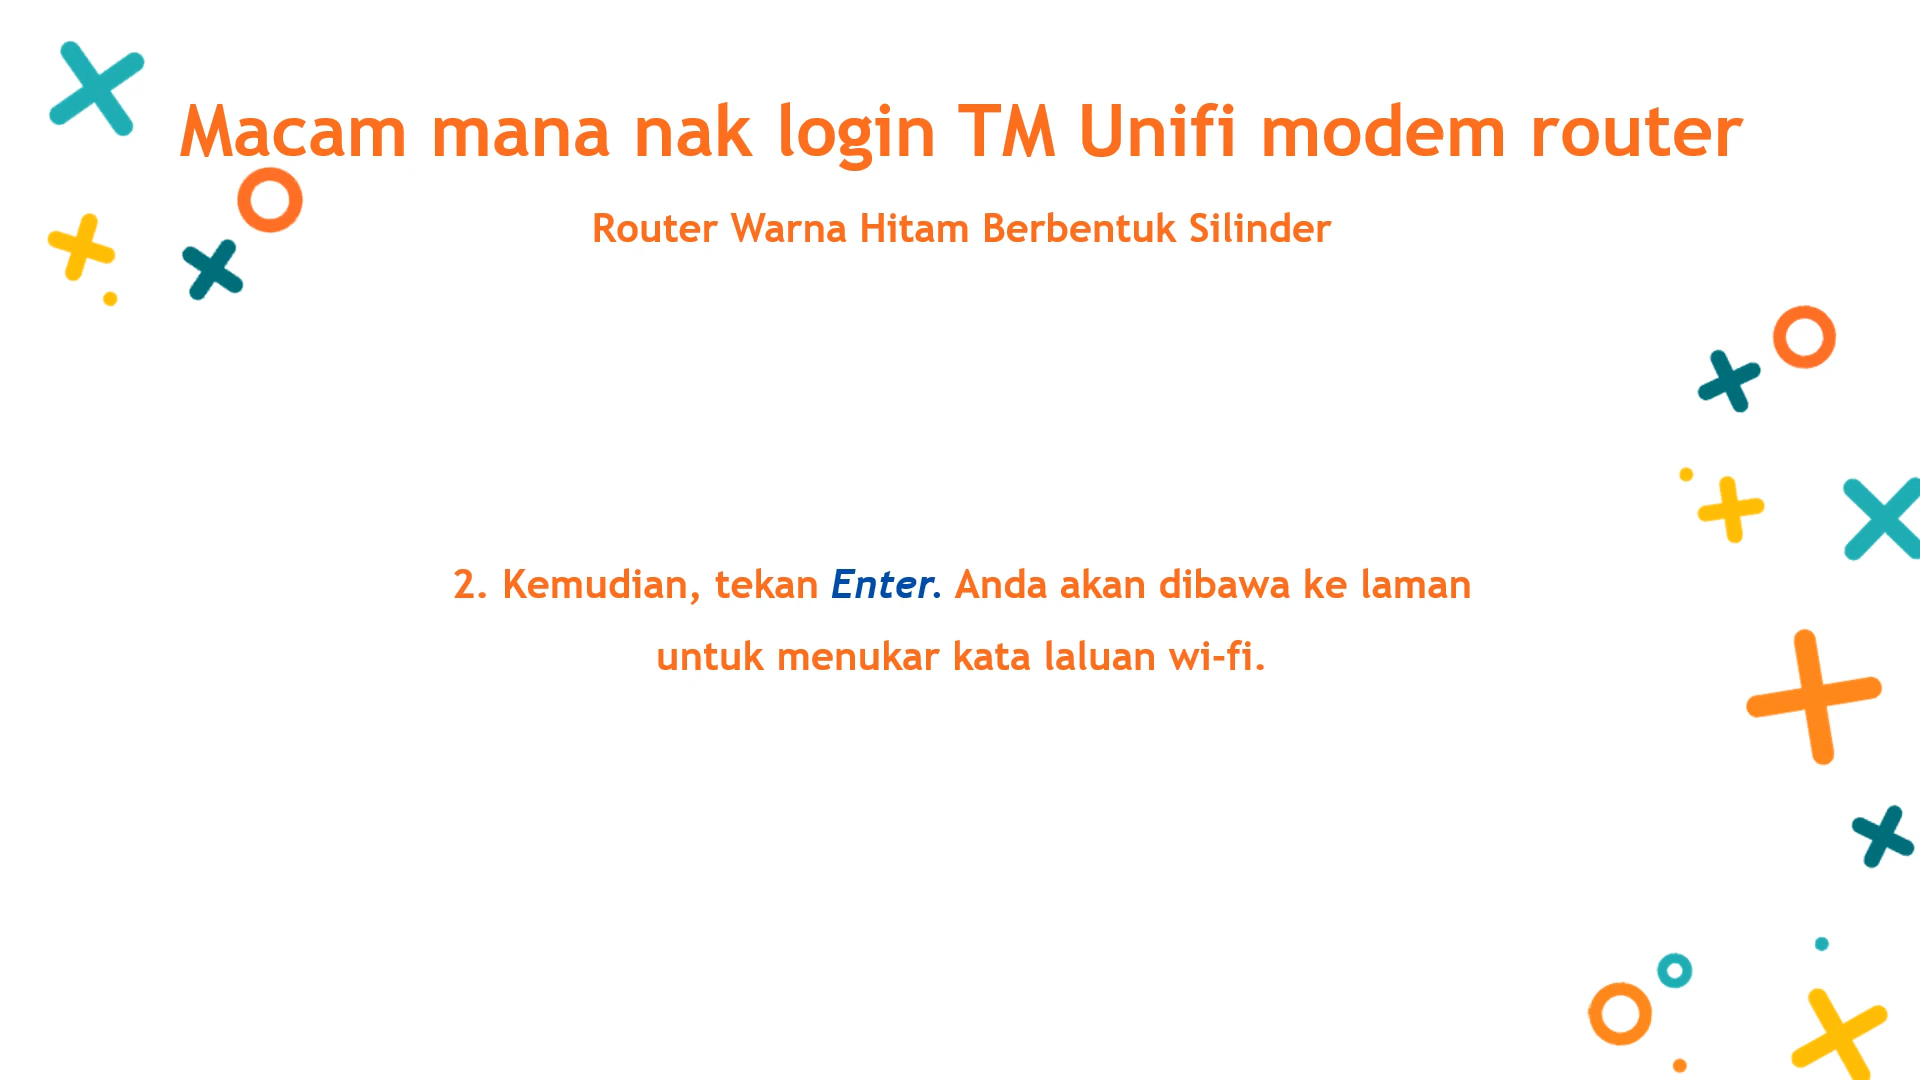 Macam mana nak login TM Unifi modem router
Router Warna Hitam Berbentuk Silinder
2. Kemudian, tekan Enter. Anda akan dibawa ke laman
untuk menukar kata laluan wi-fi.